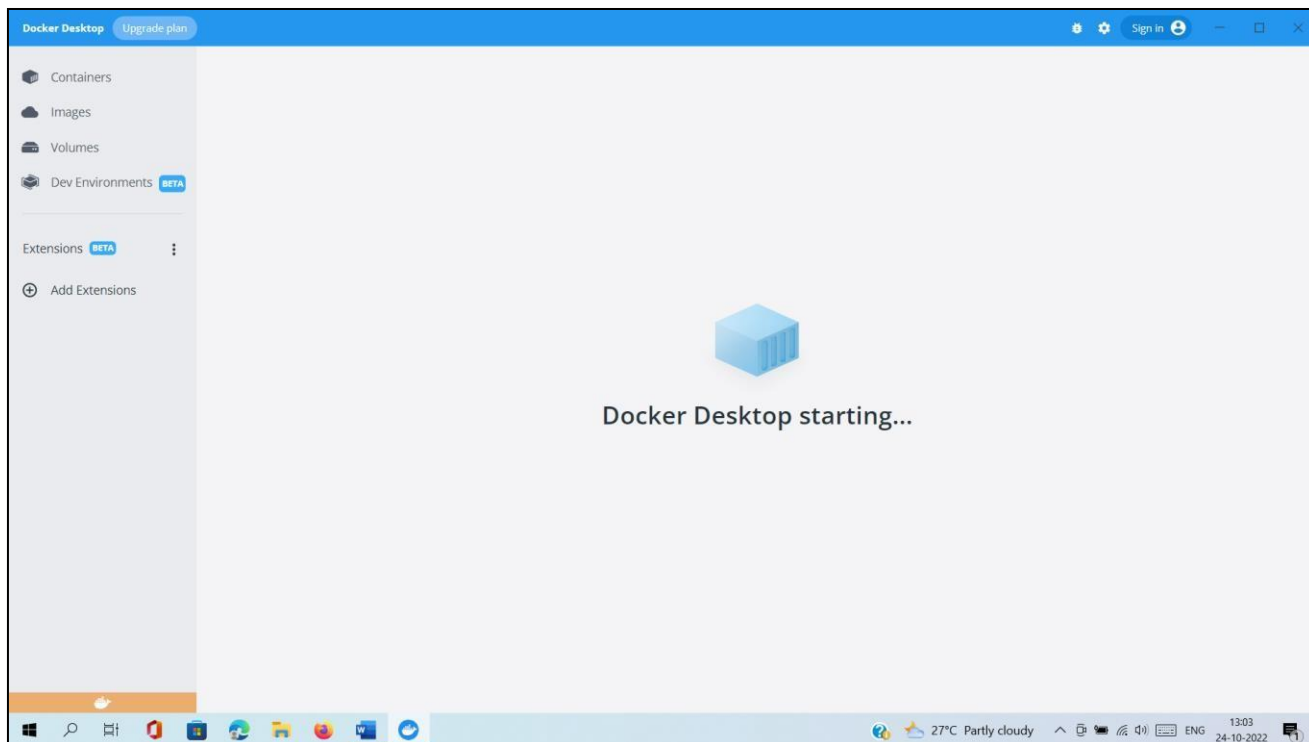 Docker Desktop Upgrade plan Sign in
Containers
Images
Volumes
Dev Environments BETA
Extensions BETA
Add Extensions
Docker Desktop starting...
27°C Partly cloudy ENG 13:03
24-10-2022
1